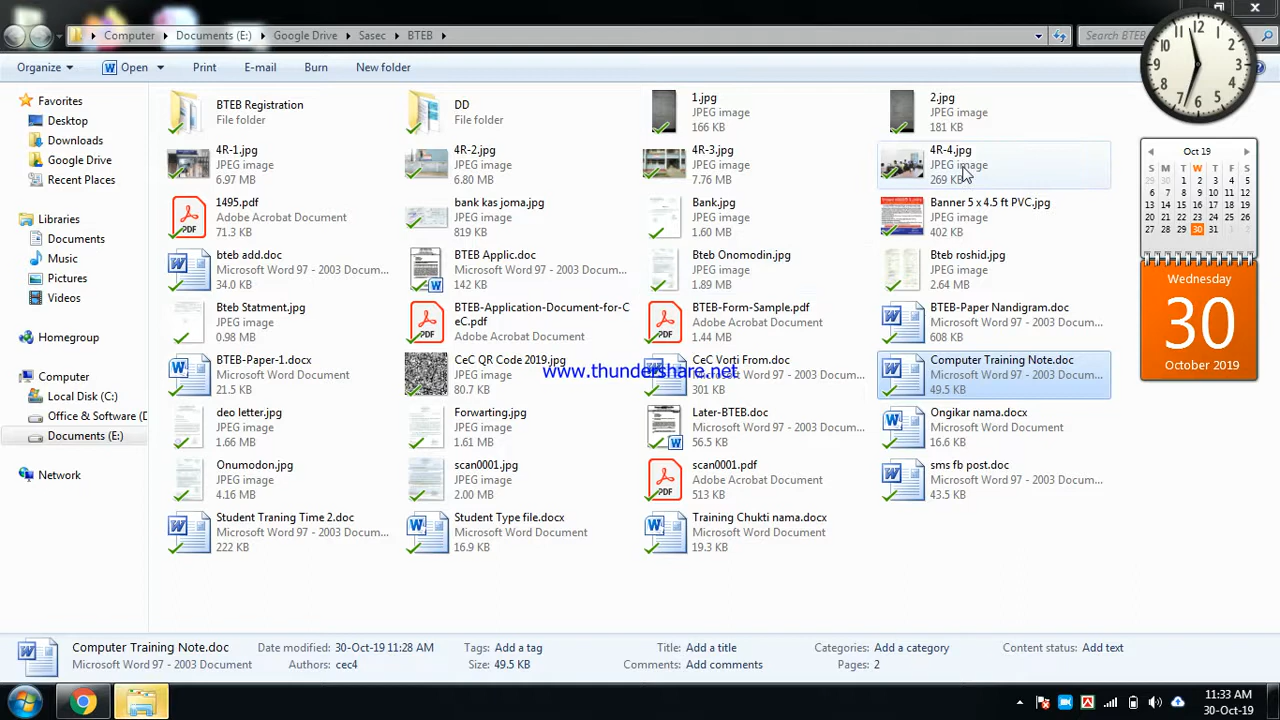 Computer ▸ Documents (E:) ▸ Google Drive ▸ Sasec ▸ BTEB ▸
Search BTEB
Organize Open Print E-mail Burn New folder
Favorites
Desktop
Downloads
Google Drive
Recent Places
Libraries
Documents
Music
Pictures
Videos
Homegroup
Computer
Local Disk (C:)
Office & Software (D
Documents (E:)
Network
BTEB Registration
File folder
DD
File folder
1.jpg
JPEG image
166 KB
2.jpg
JPEG image
181 KB
4R-1.jpg
JPEG image
6.97 MB
4R-2.jpg
JPEG image
6.80 MB
4R-3.jpg
JPEG image
7.76 MB
4R-4.jpg
JPEG image
269 KB
1495.pdf
Adobe Acrobat Document
71.3 KB
bank kas joma.jpg
JPEG image
819 KB
Bank.jpg
JPEG image
1.60 MB
Banner 5 x 4.5 ft PVC.jpg
JPEG image
402 KB
bteb add.doc
Microsoft Word 97 - 2003 Docum...
34.0 KB
BTEB Applic.doc
Microsoft Word 97 - 2003 Docum...
142 KB
Bteb Onomodin.jpg
JPEG image
1.89 MB
Bteb roshid.jpg
JPEG image
2.64 MB
Bteb Statment.jpg
JPEG image
0.98 MB
BTEB-Application-Document-for-C
eC.pdf
Adobe Acrobat Document
BTEB-Form-Sample.pdf
Adobe Acrobat Document
1.44 MB
BTEB-Paper Nandigram.doc
Microsoft Word 97 - 2003 Docum...
608 KB
BTEB-Paper-1.docx
Microsoft Word Document
21.5 KB
CeC QR Code 2019.jpg
JPEG image
80.7 KB
www.thundershare.net
CeC Vorti From.doc
Microsoft Word 97 - 2003 Docum...
301 KB
Computer Training Note.doc
Microsoft Word 97 - 2003 Docum...
49.5 KB
deo letter.jpg
JPEG image
1.66 MB
Forwarting.jpg
JPEG image
1.61 MB
Later-BTEB.doc
Microsoft Word 97 - 2003 Docum...
56.5 KB
Ongikar nama.docx
Microsoft Word Document
16.6 KB
Onumodon.jpg
JPEG image
4.16 MB
scan0001.jpg
JPEG image
2.00 MB
scan0001.pdf
Adobe Acrobat Document
513 KB
sms fb post.doc
Microsoft Word 97 - 2003 Docum...
43.5 KB
Student Traning Time 2.doc
Microsoft Word 97 - 2003 Docum...
222 KB
Student Type file.docx
Microsoft Word Document
16.9 KB
Training Chukti nama.docx
Microsoft Word Document
19.3 KB
Oct 19
S M T W T F S
29 30 1 2 3 4 5
6 7 8 9 10 11 12
13 14 15 16 17 18 19
20 21 22 23 24 25 26
27 28 29 30 31 1 2
Wednesday
30
October 2019
Computer Training Note.doc Date modified: 30-Oct-19 11:28 AM Tags: Add a tag Title: Add a title Categories: Add a category Content status: Add text
Microsoft Word 97 - 2003 Document Authors: cec4 Size: 49.5 KB Comments: Add comments Pages: 2
11:33 AM
30-Oct-19